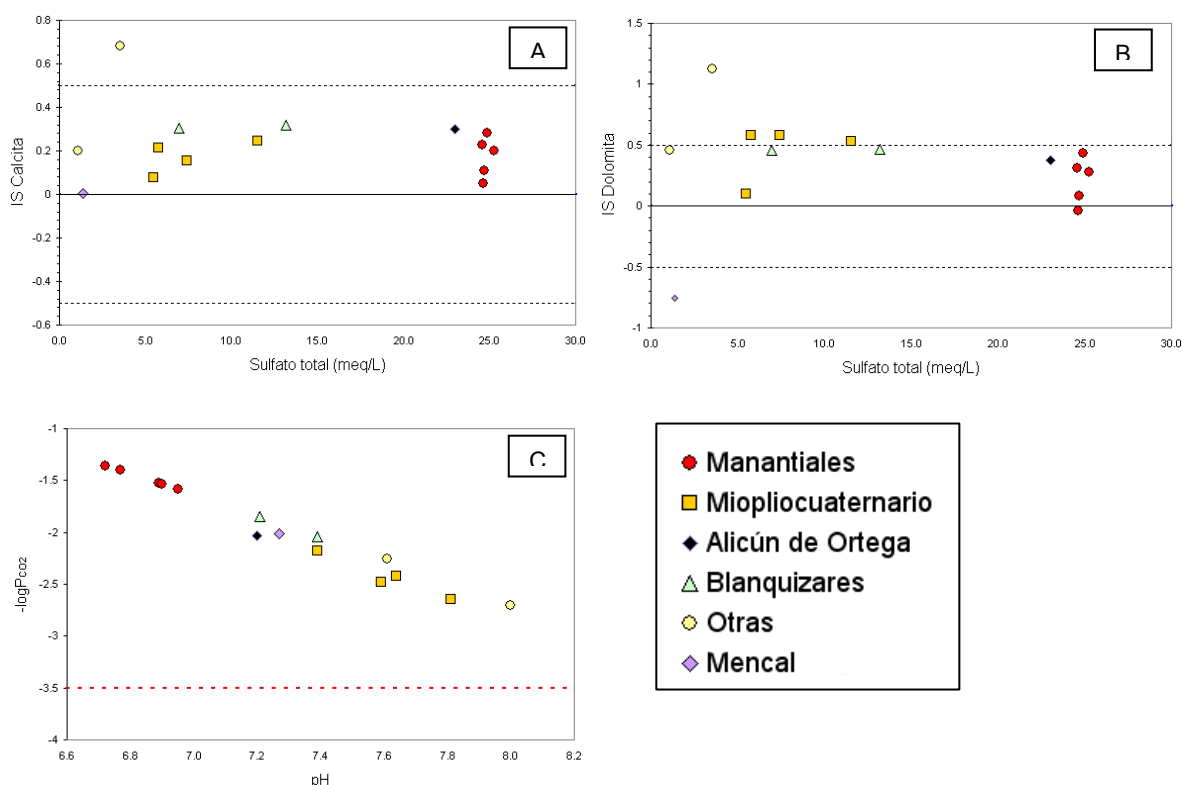 A
IS Calcita
0.8
0.6
0.4
0.2
0
-0.2
-0.4
-0.6
0.0 5.0 10.0 15.0 20.0 25.0 30.0
Sulfato total (meq/L)
B
IS Dolomita
1.5
1
0.5
0
-0.5
-1
0.0 5.0 10.0 15.0 20.0 25.0 30.0
Sulfato total (meq/L)
C
-logPco2
-1
-1.5
-2
-2.5
-3
-3.5
-4
6.6 6.8 7.0 7.2 7.4 7.6 7.8 8.0 8.2
pH
Manantiales
Miopliocuaternario
Alicún de Ortega
Blanquizares
Otras
Mencal